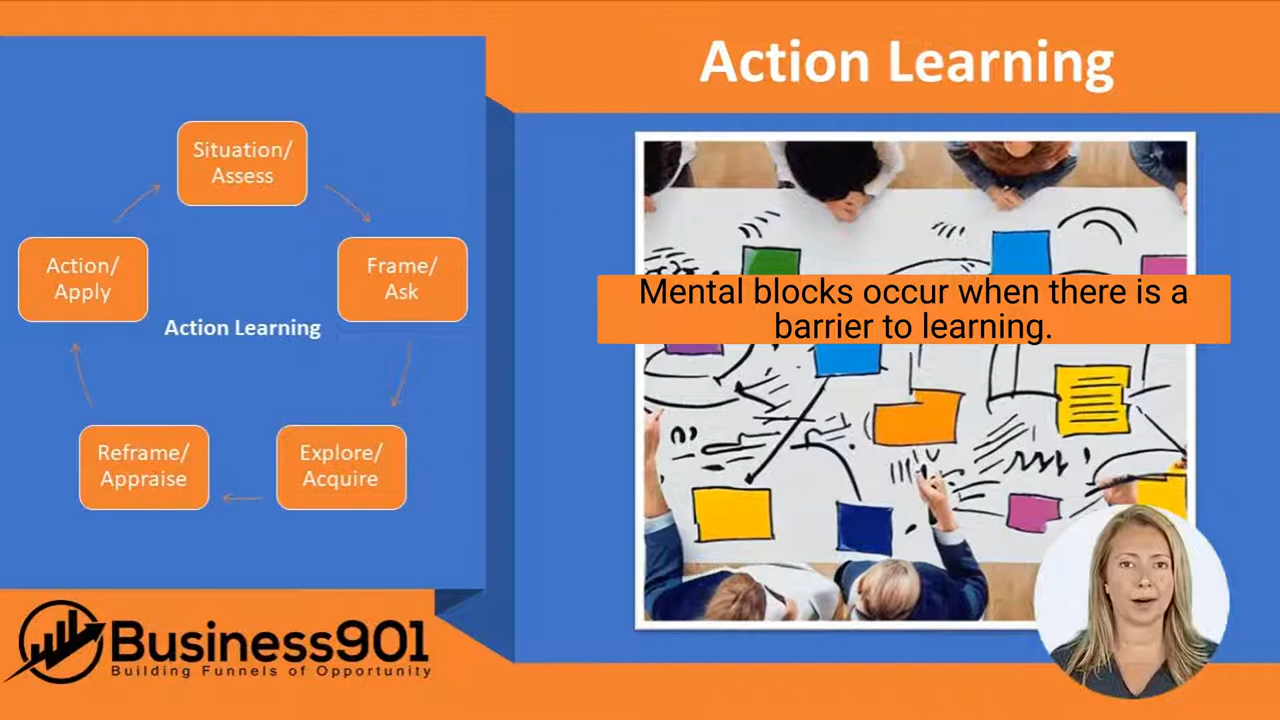 Action Learning
Situation/
Assess
Action/
Apply
Frame/
Ask
Action Learning
Reframe/
Appraise
Explore/
Acquire
Mental blocks occur when there is a
barrier to learning.
Business901
Building Funnels of Opportunity